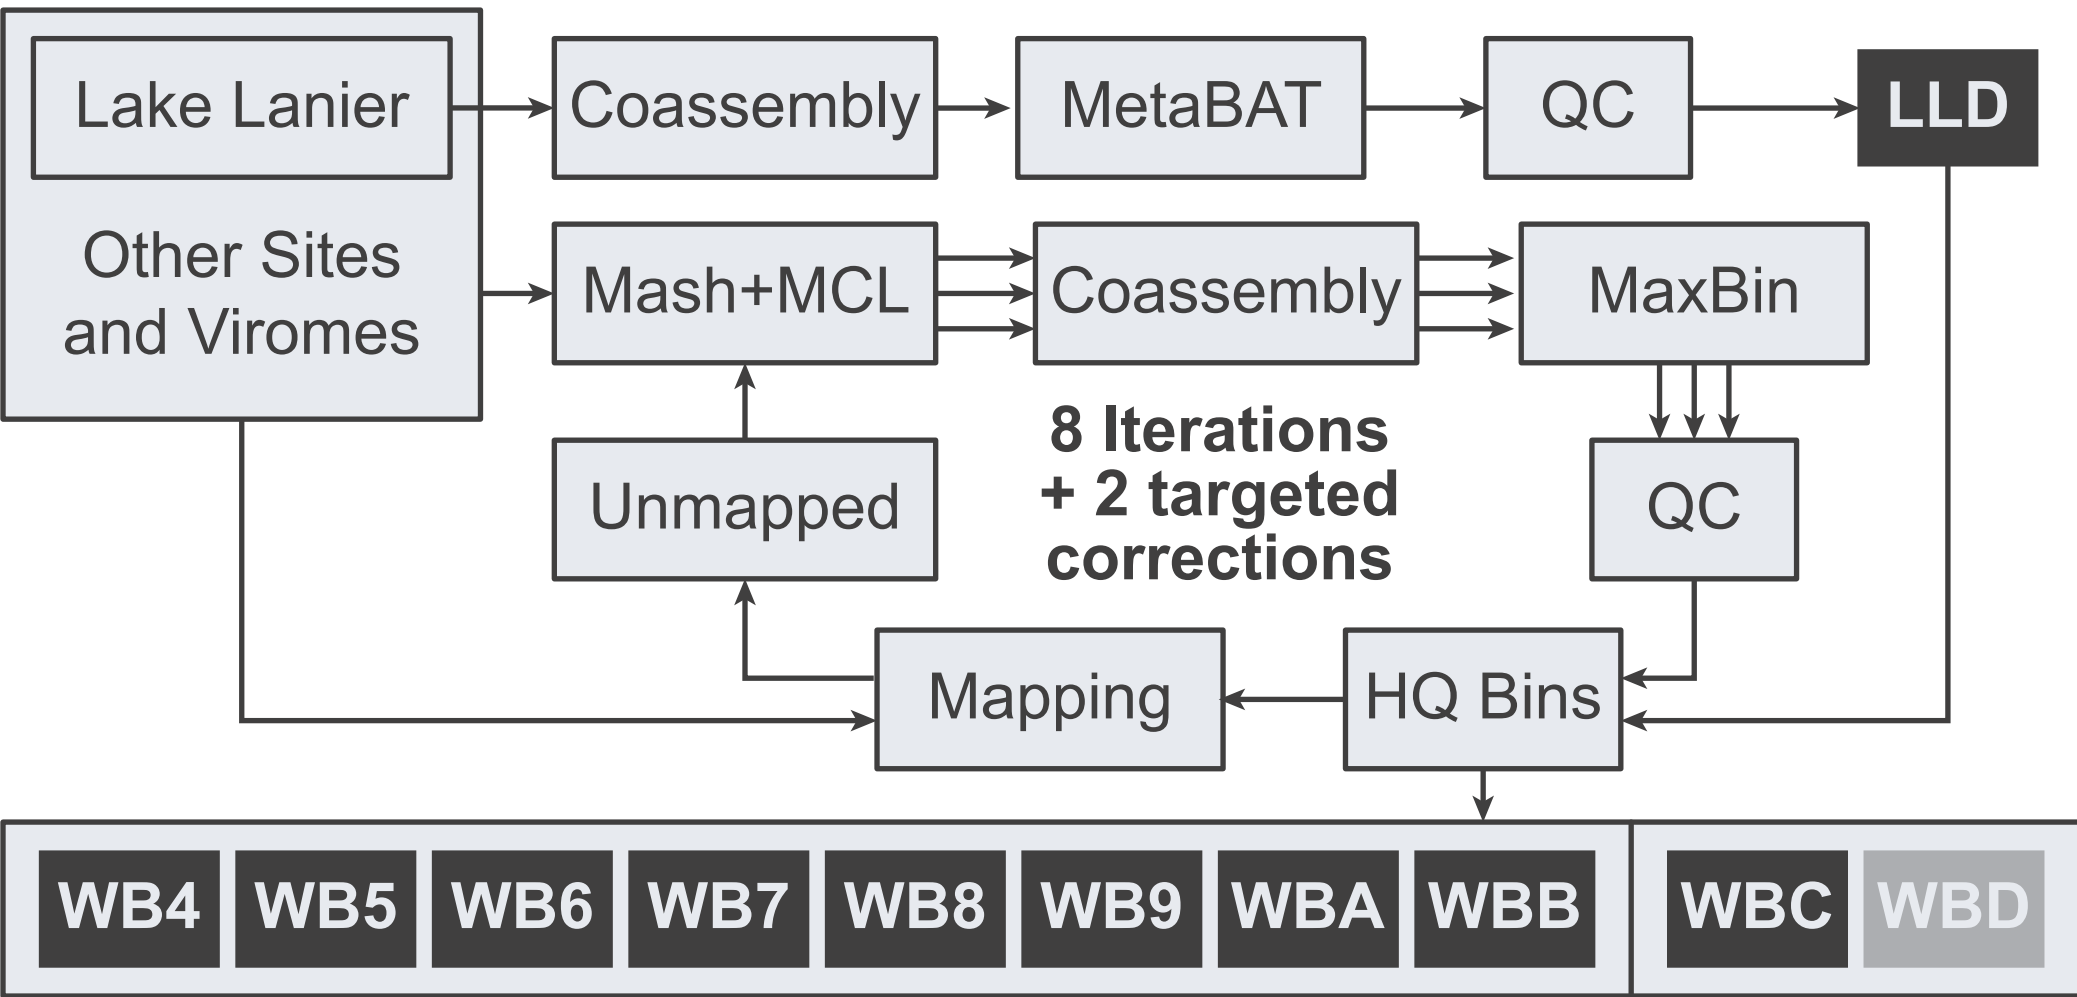 Lake Lanier
Coassembly
MetaBAT
QC
LLD
Other Sites
and Viromes
Mash+MCL
Coassembly
MaxBin
8 Iterations
+ 2 targeted
corrections
Unmapped
QC
Mapping
HQ Bins
WB4
WB5
WB6
WB7
WB8
WB9
WBA
WBB
WBC
WBD